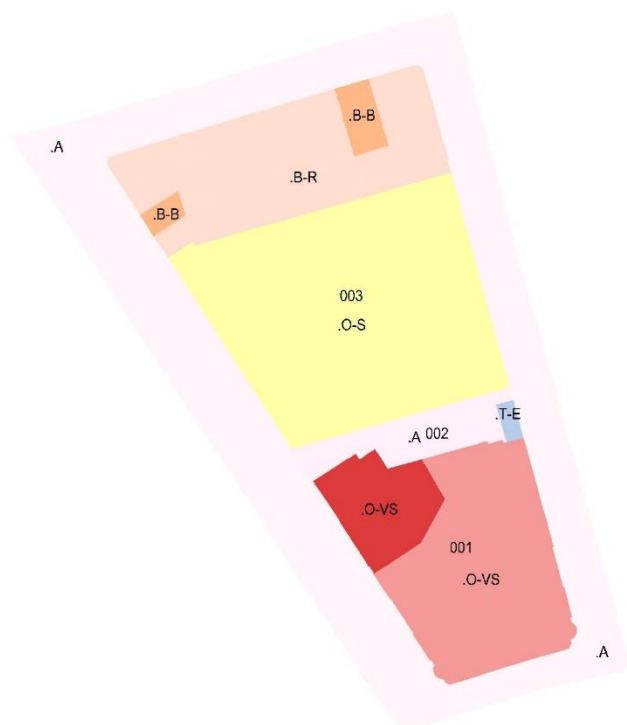 .B-B
.A
.B-R
.B-B
003
.O-S
.T-E
.A 002
.O-VS
001
.O-VS
.A